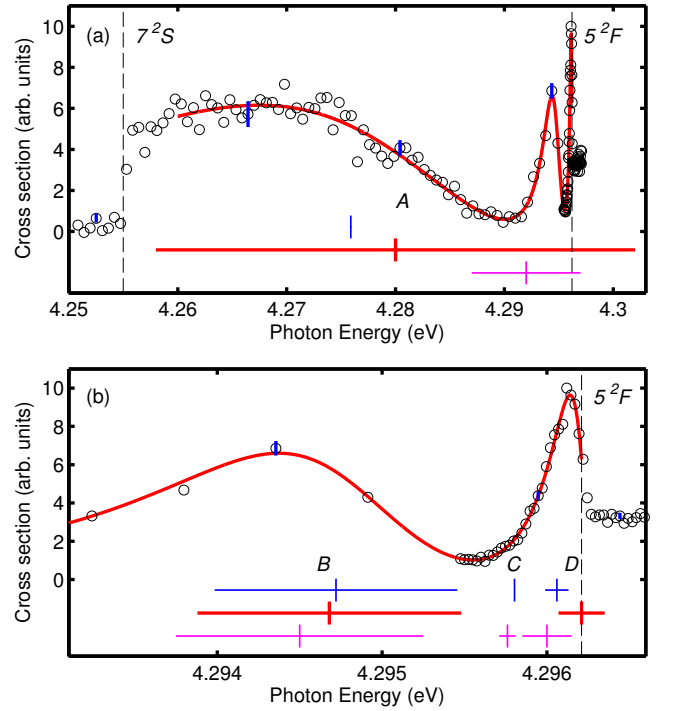 (a)
7 ²S
5 ²F
10
8
6
4
2
0
Cross section (arb. units)
A
4.25 4.26 4.27 4.28 4.29 4.3
Photon Energy (eV)
(b)
5 ²F
10
8
6
4
2
0
Cross section (arb. units)
B C D
4.294 4.295 4.296
Photon Energy (eV)